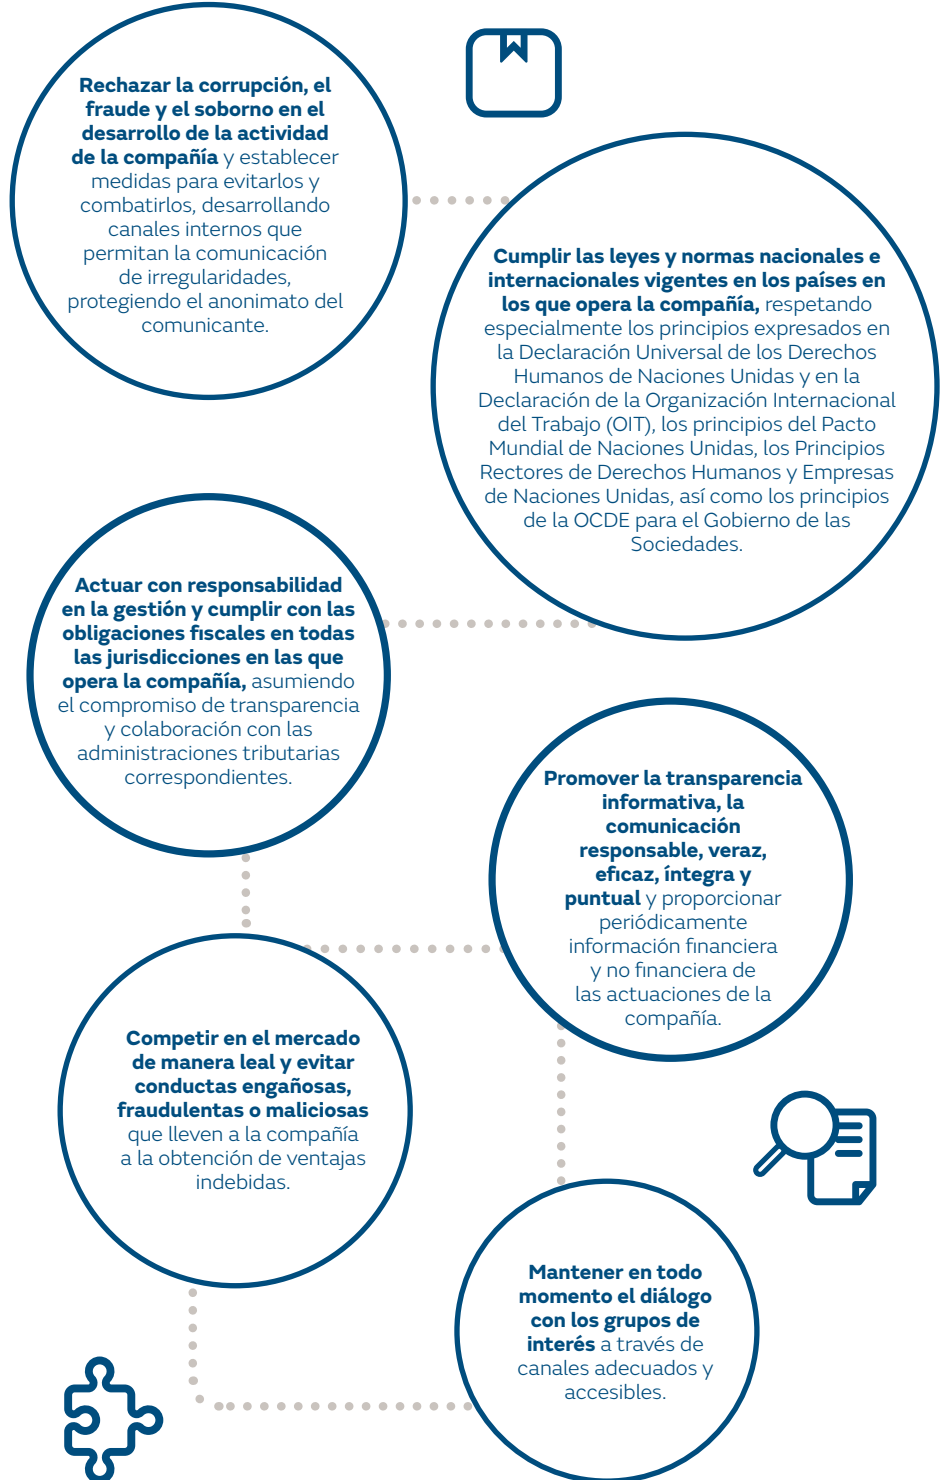 Rechazar la corrupción, el
fraude y el soborno en el
desarrollo de la actividad
de la compañía y establecer
medidas para evitarlos y
combatirlos, desarrollando
canales internos que
permitan la comunicación
de irregularidades,
protegiendo el anonimato del
comunicante.
Cumplir las leyes y normas nacionales e
internacionales vigentes en los países en
los que opera la compañía, respetando
especialmente los principios expresados en
la Declaración Universal de los Derechos
Humanos de Naciones Unidas y en la
Declaración de la Organización Internacional
del Trabajo (OIT), los principios del Pacto
Mundial de Naciones Unidas, los Principios
Rectores de Derechos Humanos y Empresas
de Naciones Unidas, así como los principios
de la OCDE para el Gobierno de las
Sociedades.
Actuar con responsabilidad
en la gestión y cumplir con las
obligaciones fiscales en todas
las jurisdicciones en las que
opera la compañía, asumiendo
el compromiso de transparencia
y colaboración con las
administraciones tributarias
correspondientes.
Promover la transparencia
informativa, la
comunicación
responsable, veraz,
eficaz, íntegra y
puntual y proporcionar
periódicamente
información financiera
y no financiera de
las actuaciones de la
compañía.
Competir en el mercado
de manera leal y evitar
conductas engañosas,
fraudulentas o maliciosas
que lleven a la compañía
a la obtención de ventajas
indebidas.
Mantener en todo
momento el diálogo
con los grupos de
interés a través de
canales adecuados y
accesibles.